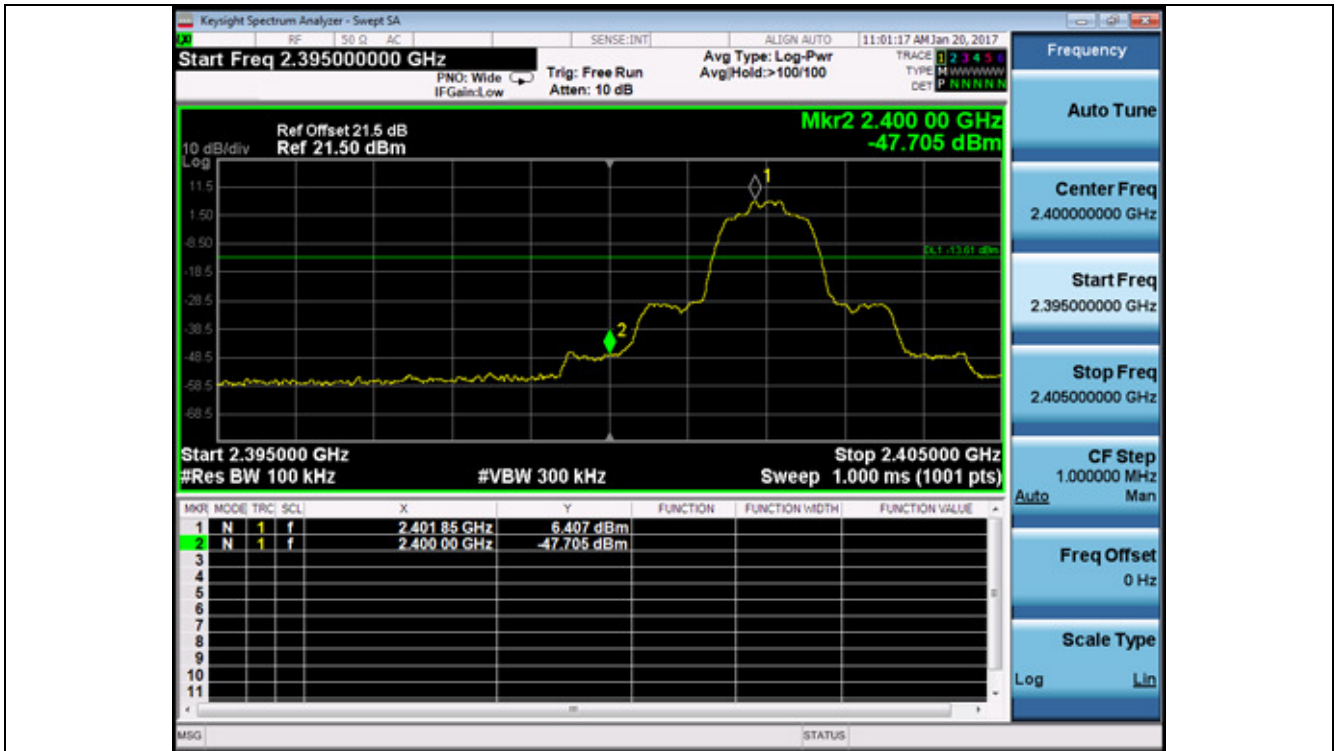 Keysight Spectrum Analyzer - Swept SA
RF 50 Ω AC SENSE:INT ALIGN AUTO 11:01:17 AM Jan 20, 2017
Start Freq 2.395000000 GHz
PNO: Wide Trig: Free Run Avg Type: Log-Pwr TRACE 1 2 3 4 5 6
IFGain:Low Atten: 10 dB Avg|Hold:>100/100 TYPE M W W W W W
DET P N N N N N
Mkr2 2.400 00 GHz
-47.705 dBm
Ref Offset 21.5 dB
10 dB/div Ref 21.50 dBm
Log
1
11.5
1.50
-8.50
DL1 -13.61 dBm
-18.5
-28.5
-38.5
2
-48.5
-58.5
-68.5
Start 2.395000 GHz Stop 2.405000 GHz
#Res BW 100 kHz #VBW 300 kHz Sweep 1.000 ms (1001 pts)
MKR MODE TRC SCL X Y FUNCTION FUNCTION WIDTH FUNCTION VALUE
1 N 1 f 2.401 85 GHz 6.407 dBm
2 N 1 f 2.400 00 GHz -47.705 dBm
3
4
5
6
7
8
9
10
11
MSG STATUS
Frequency
Auto Tune
Center Freq
2.400000000 GHz
Start Freq
2.395000000 GHz
Stop Freq
2.405000000 GHz
CF Step
1.000000 MHz
Auto Man
Freq Offset
0 Hz
Scale Type
Log Lin